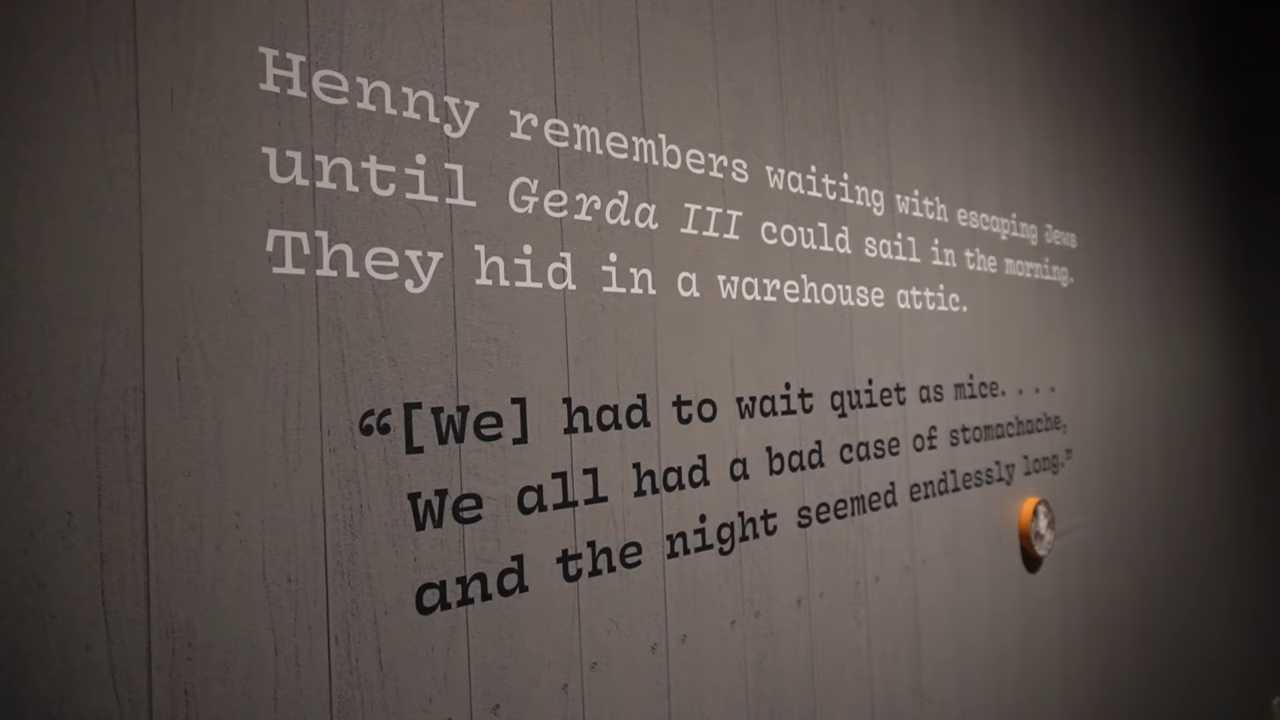 Henny remembers waiting with escaping Jews
until Gerda III could sail in the morning.
They hid in a warehouse attic.
“[We] had to wait quiet as mice. . . .
We all had a bad case of stomachache,
and the night seemed endlessly long.”